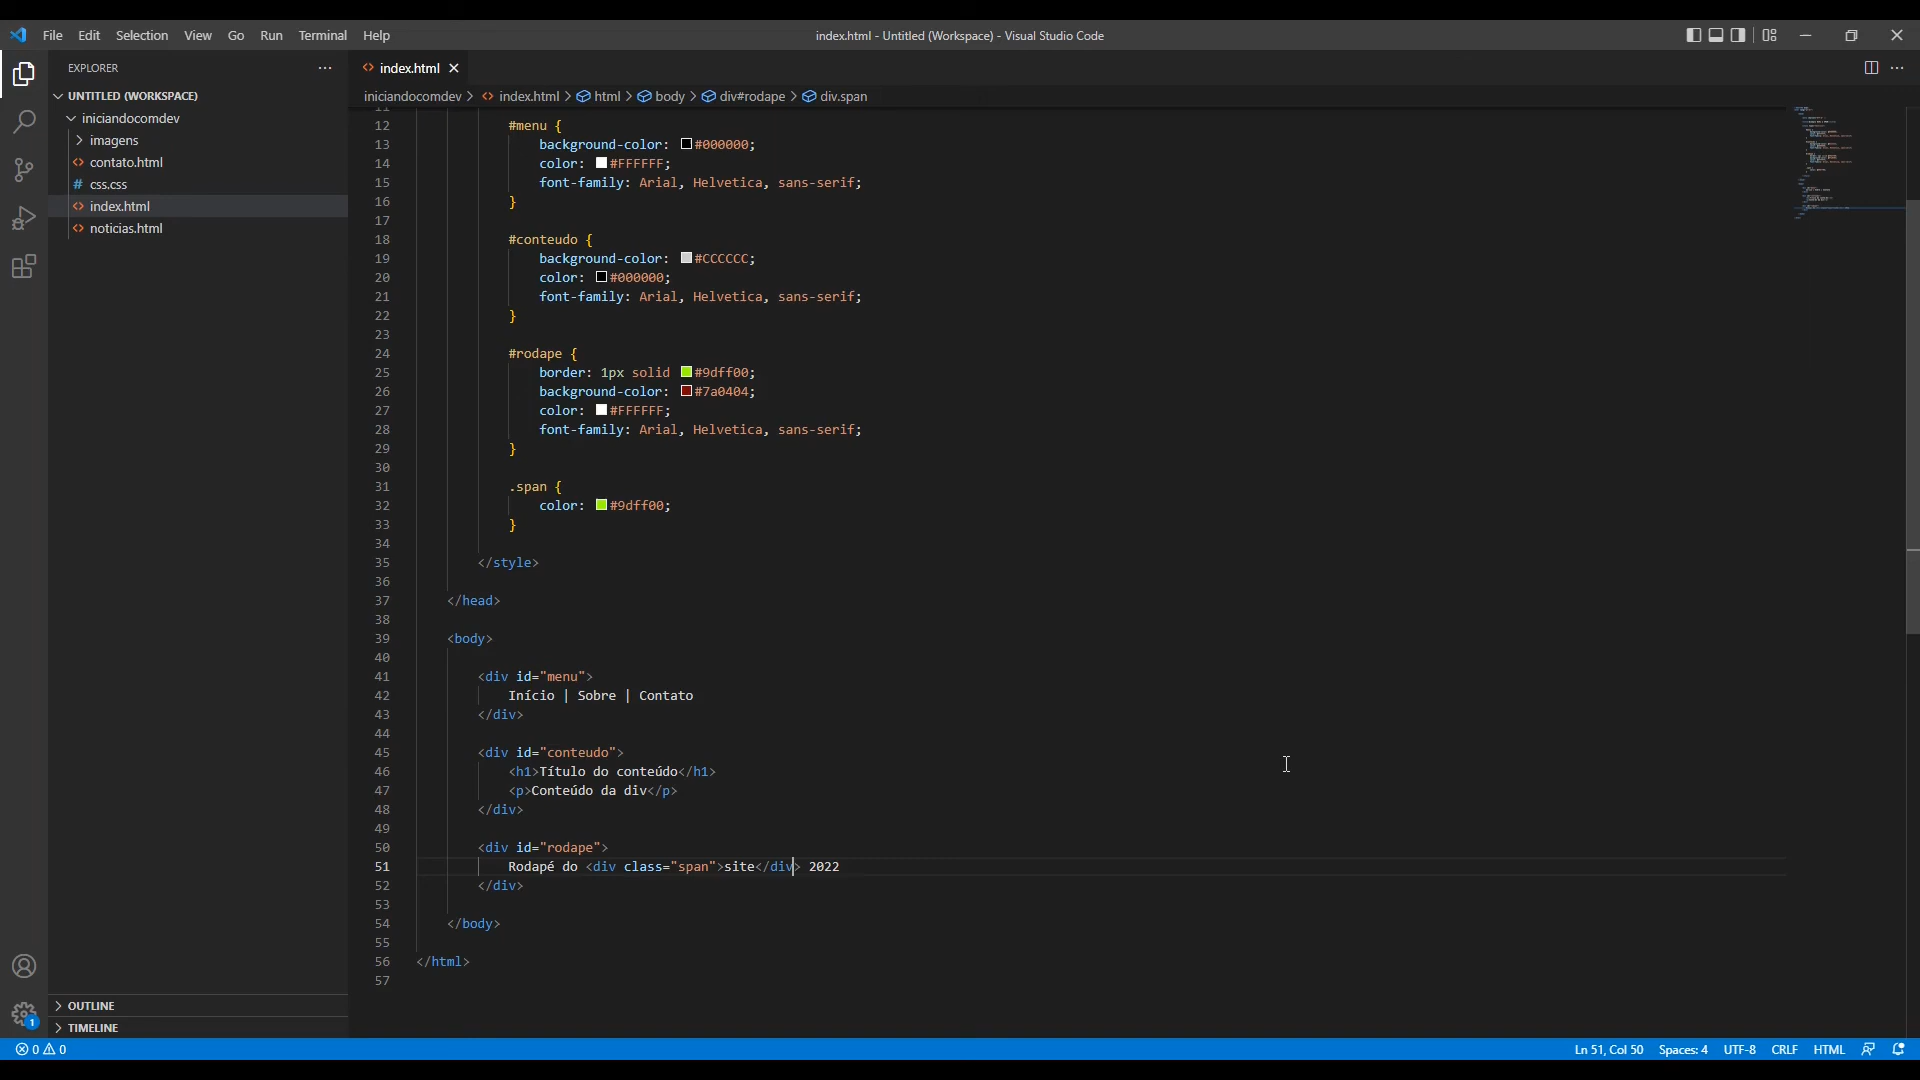 File Edit Selection View Go Run Terminal Help
index.html - Untitled (Workspace) - Visual Studio Code
EXPLORER
UNTITLED (WORKSPACE)
iniciandocomdev
imagens
contato.html
css.css
index.html
noticias.html
OUTLINE
TIMELINE
index.html
iniciandocomdev > index.html > html > body > div#rodape > div.span
11
12 #menu {
13 background-color: #000000;
14 color: #FFFFFF;
15 font-family: Arial, Helvetica, sans-serif;
16 }
17
18 #conteudo {
19 background-color: #CCCCCC;
20 color: #000000;
21 font-family: Arial, Helvetica, sans-serif;
22 }
23
24 #rodape {
25 border: 1px solid #9dff00;
26 background-color: #7a0404;
27 color: #FFFFFF;
28 font-family: Arial, Helvetica, sans-serif;
29 }
30
31 .span {
32 color: #9dff00;
33 }
34
35 </style>
36
37 </head>
38
39 <body>
40
41 <div id="menu">
42 Início | Sobre | Contato
43 </div>
44
45 <div id="conteudo">
46 <h1>Título do conteúdo</h1>
47 <p>Conteúdo da div</p>
48 </div>
49
50 <div id="rodape">
51 Rodapé do <div class="span">site</div> 2022
52 </div>
53
54 </body>
55
56 </html>
57
1
0 0
Ln 51, Col 50 Spaces: 4 UTF-8 CRLF HTML